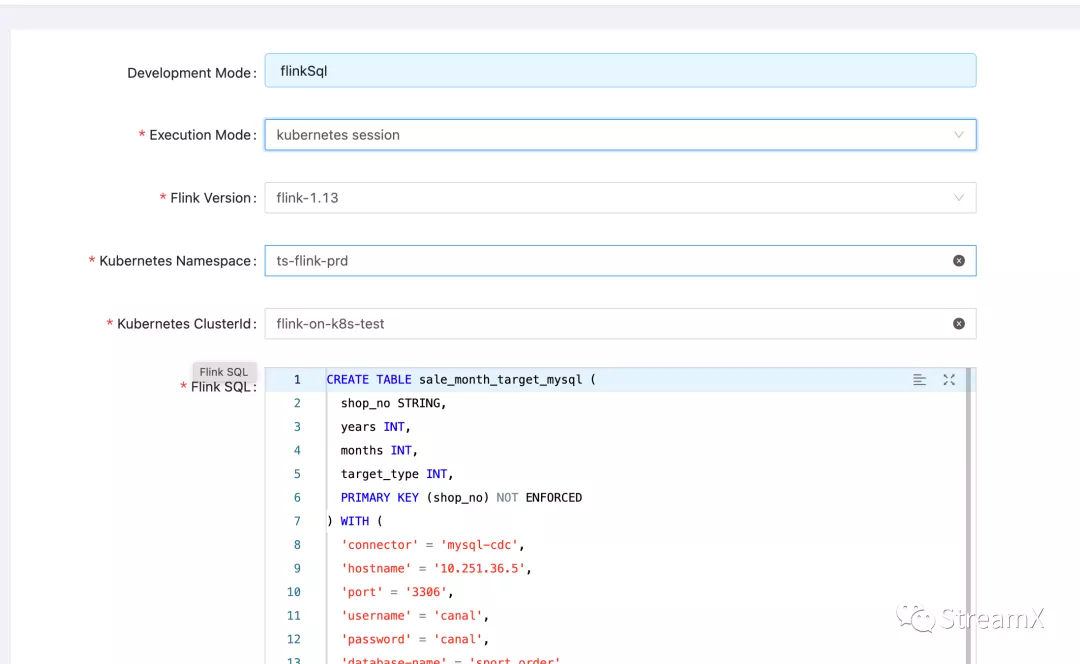 Development Mode: flinkSql
* Execution Mode: kubernetes session
* Flink Version: flink-1.13
* Kubernetes Namespace: ts-flink-prd
* Kubernetes ClusterId: flink-on-k8s-test
Flink SQL
* Flink SQL:
1 CREATE TABLE sale_month_target_mysql (
2 shop_no STRING,
3 years INT,
4 months INT,
5 target_type INT,
6 PRIMARY KEY (shop_no) NOT ENFORCED
7 ) WITH (
8 'connector' = 'mysql-cdc',
9 'hostname' = '10.251.36.5',
10 'port' = '3306',
11 'username' = 'canal',
12 'password' = 'canal',
13 'database-name' = 'sport_order'
StreamX